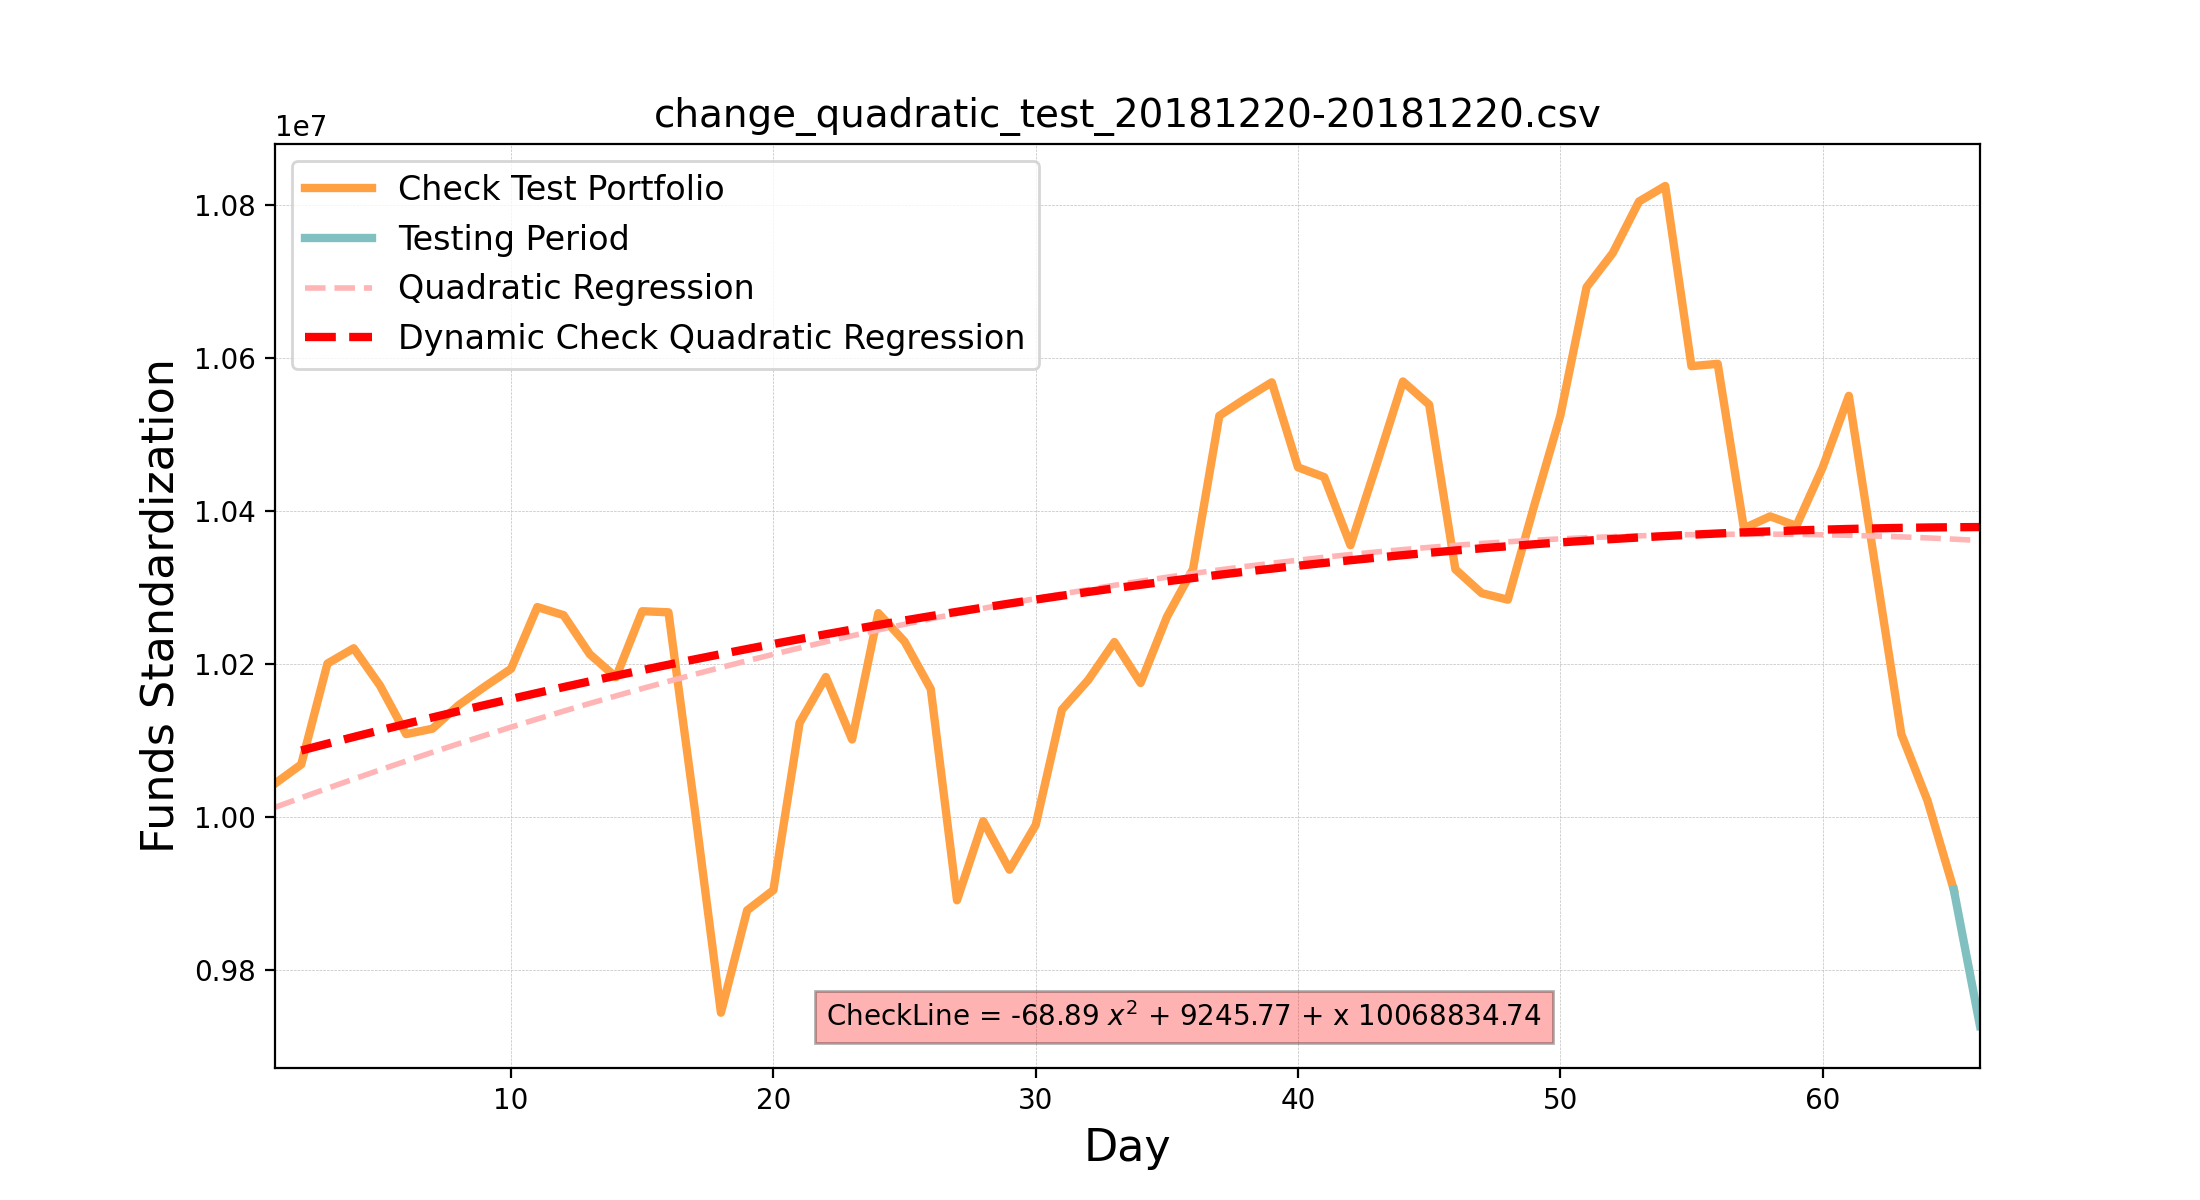 change_quadratic_test_20181220-20181220.csv
1e7
Check Test Portfolio
Testing Period
Quadratic Regression
Dynamic Check Quadratic Regression
1.08
1.06
1.04
1.02
1.00
0.98
Funds Standardization
CheckLine = -68.89 x² + 9245.77 + x 10068834.74
10 20 30 40 50 60
Day